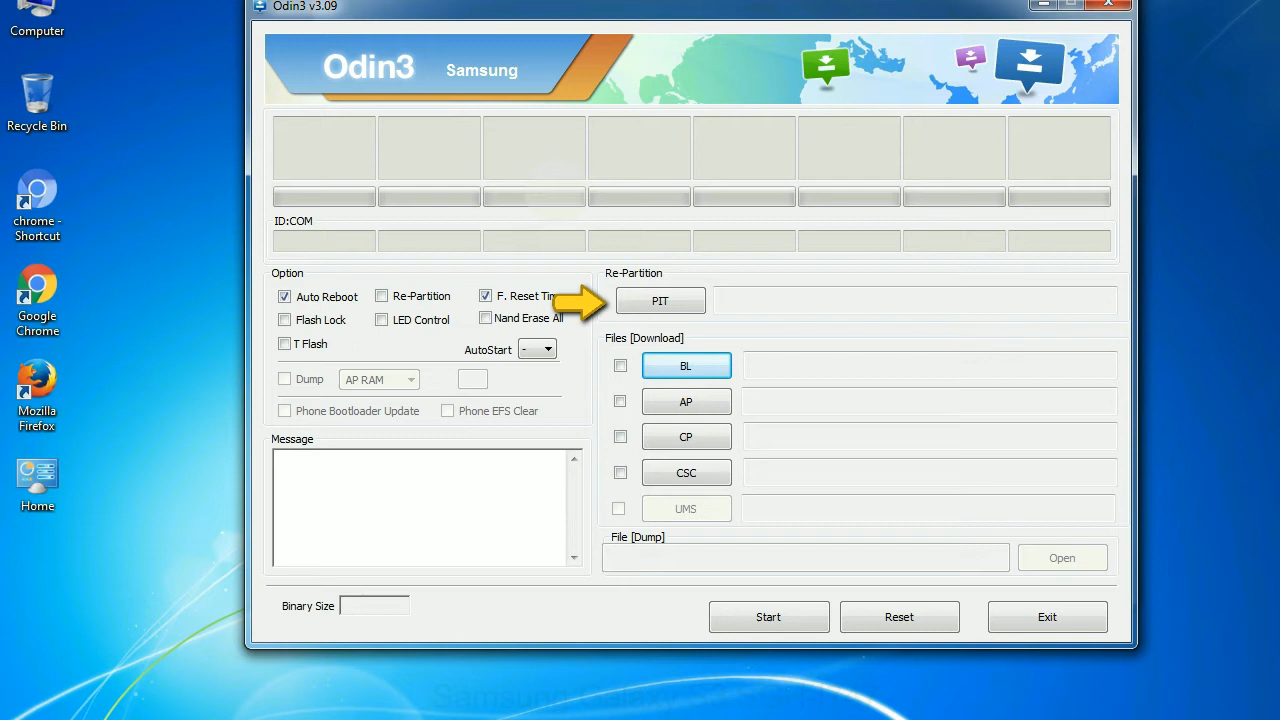 Odin3 v3.09
Computer
Recycle Bin
chrome -
Shortcut
Google
Chrome
Mozilla
Firefox
Home
Odin3 Samsung
ID:COM
Option
Auto Reboot
Re-Partition
F. Reset Tim
Flash Lock
LED Control
Nand Erase All
T Flash
AutoStart -
Dump
AP RAM
Phone Bootloader Update
Phone EFS Clear
Message
Re-Partition
PIT
Files [Download]
BL
AP
CP
CSC
UMS
File [Dump]
Open
Binary Size
Start
Reset
Exit
Samsung Galaxy